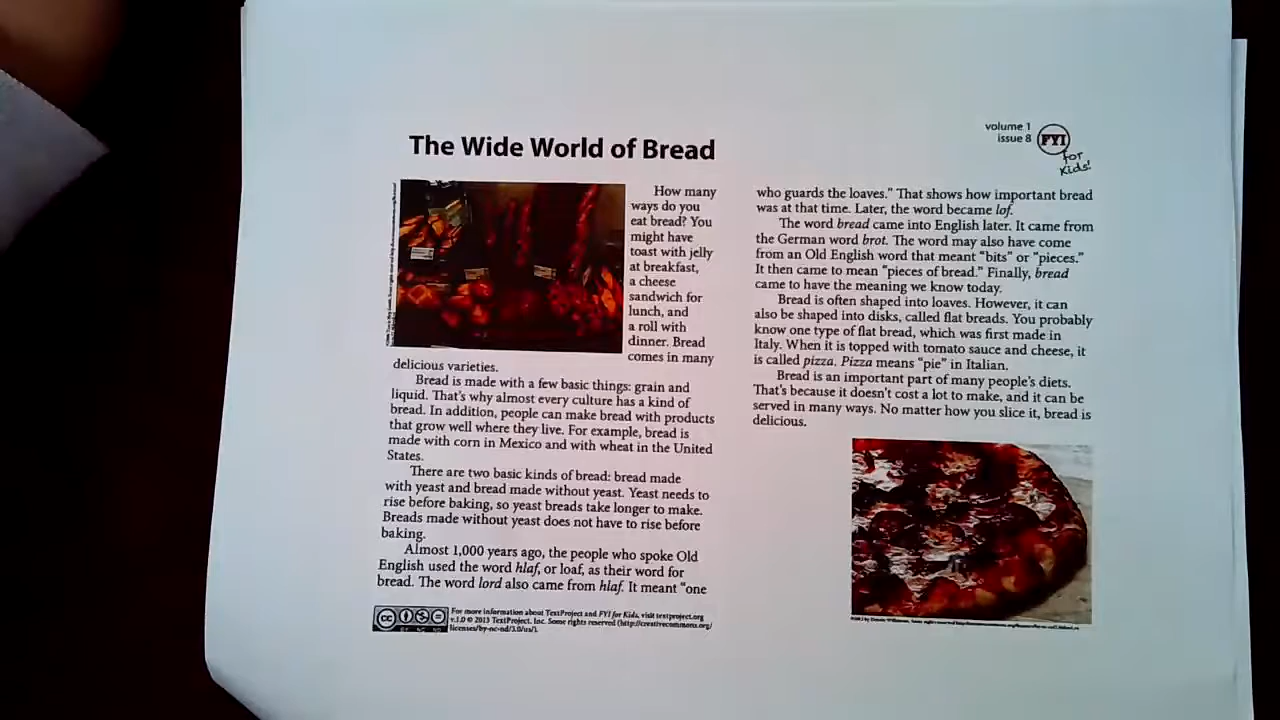 The Wide World of Bread
volume 1
issue 8
FYI
for
Kids!
How many
ways do you
eat bread? You
might have
toast with jelly
at breakfast,
a cheese
sandwich for
lunch, and
a roll with
dinner. Bread
comes in many
delicious varieties.
Bread is made with a few basic things: grain and
liquid. That's why almost every culture has a kind of
bread. In addition, people can make bread with products
that grow well where they live. For example, bread is
made with corn in Mexico and with wheat in the United
States.
There are two basic kinds of bread: bread made
with yeast and bread made without yeast. Yeast needs to
rise before baking, so yeast breads take longer to make.
Breads made without yeast does not have to rise before
baking.
Almost 1,000 years ago, the people who spoke Old
English used the word hlaf, or loaf, as their word for
bread. The word lord also came from hlaf. It meant "one
who guards the loaves." That shows how important bread
was at that time. Later, the word became lof.
The word bread came into English later. It came from
the German word brot. The word may also have come
from an Old English word that meant "bits" or "pieces."
It then came to mean "pieces of bread." Finally, bread
came to have the meaning we know today.
Bread is often shaped into loaves. However, it can
also be shaped into disks, called flat breads. You probably
know one type of flat bread, which was first made in
Italy. When it is topped with tomato sauce and cheese, it
is called pizza. Pizza means "pie" in Italian.
Bread is an important part of many people's diets.
That's because it doesn't cost a lot to make, and it can be
served in many ways. No matter how you slice it, bread is
delicious.
For more information about TextProject and FYI for Kids, visit textproject.org
v.1.0 © 2013 TextProject, Inc. Some rights reserved (http://creativecommons.org/
licenses/by-nc-nd/3.0/us/).